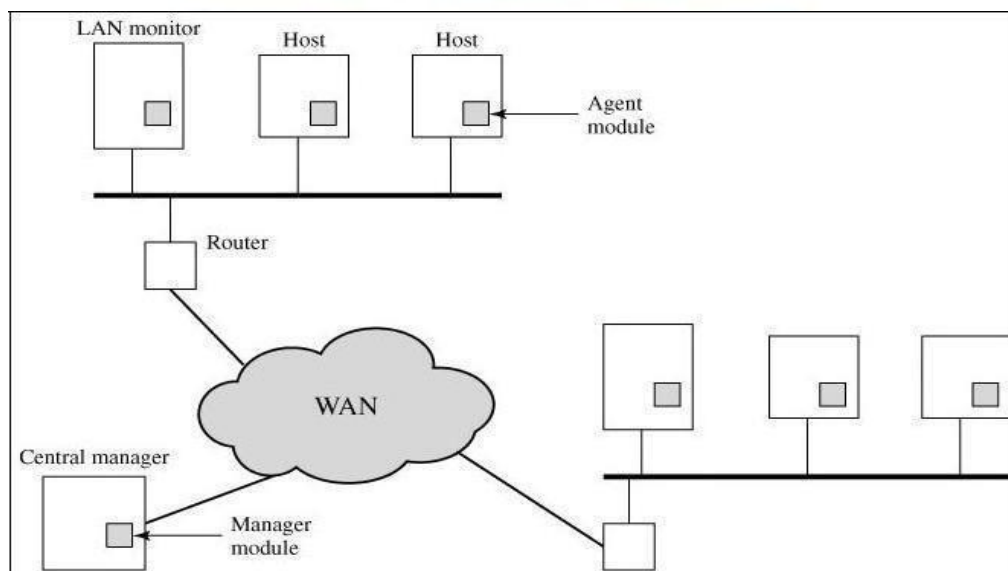 LAN monitor
Host
Host
Agent
module
Router
WAN
Central manager
Manager
module